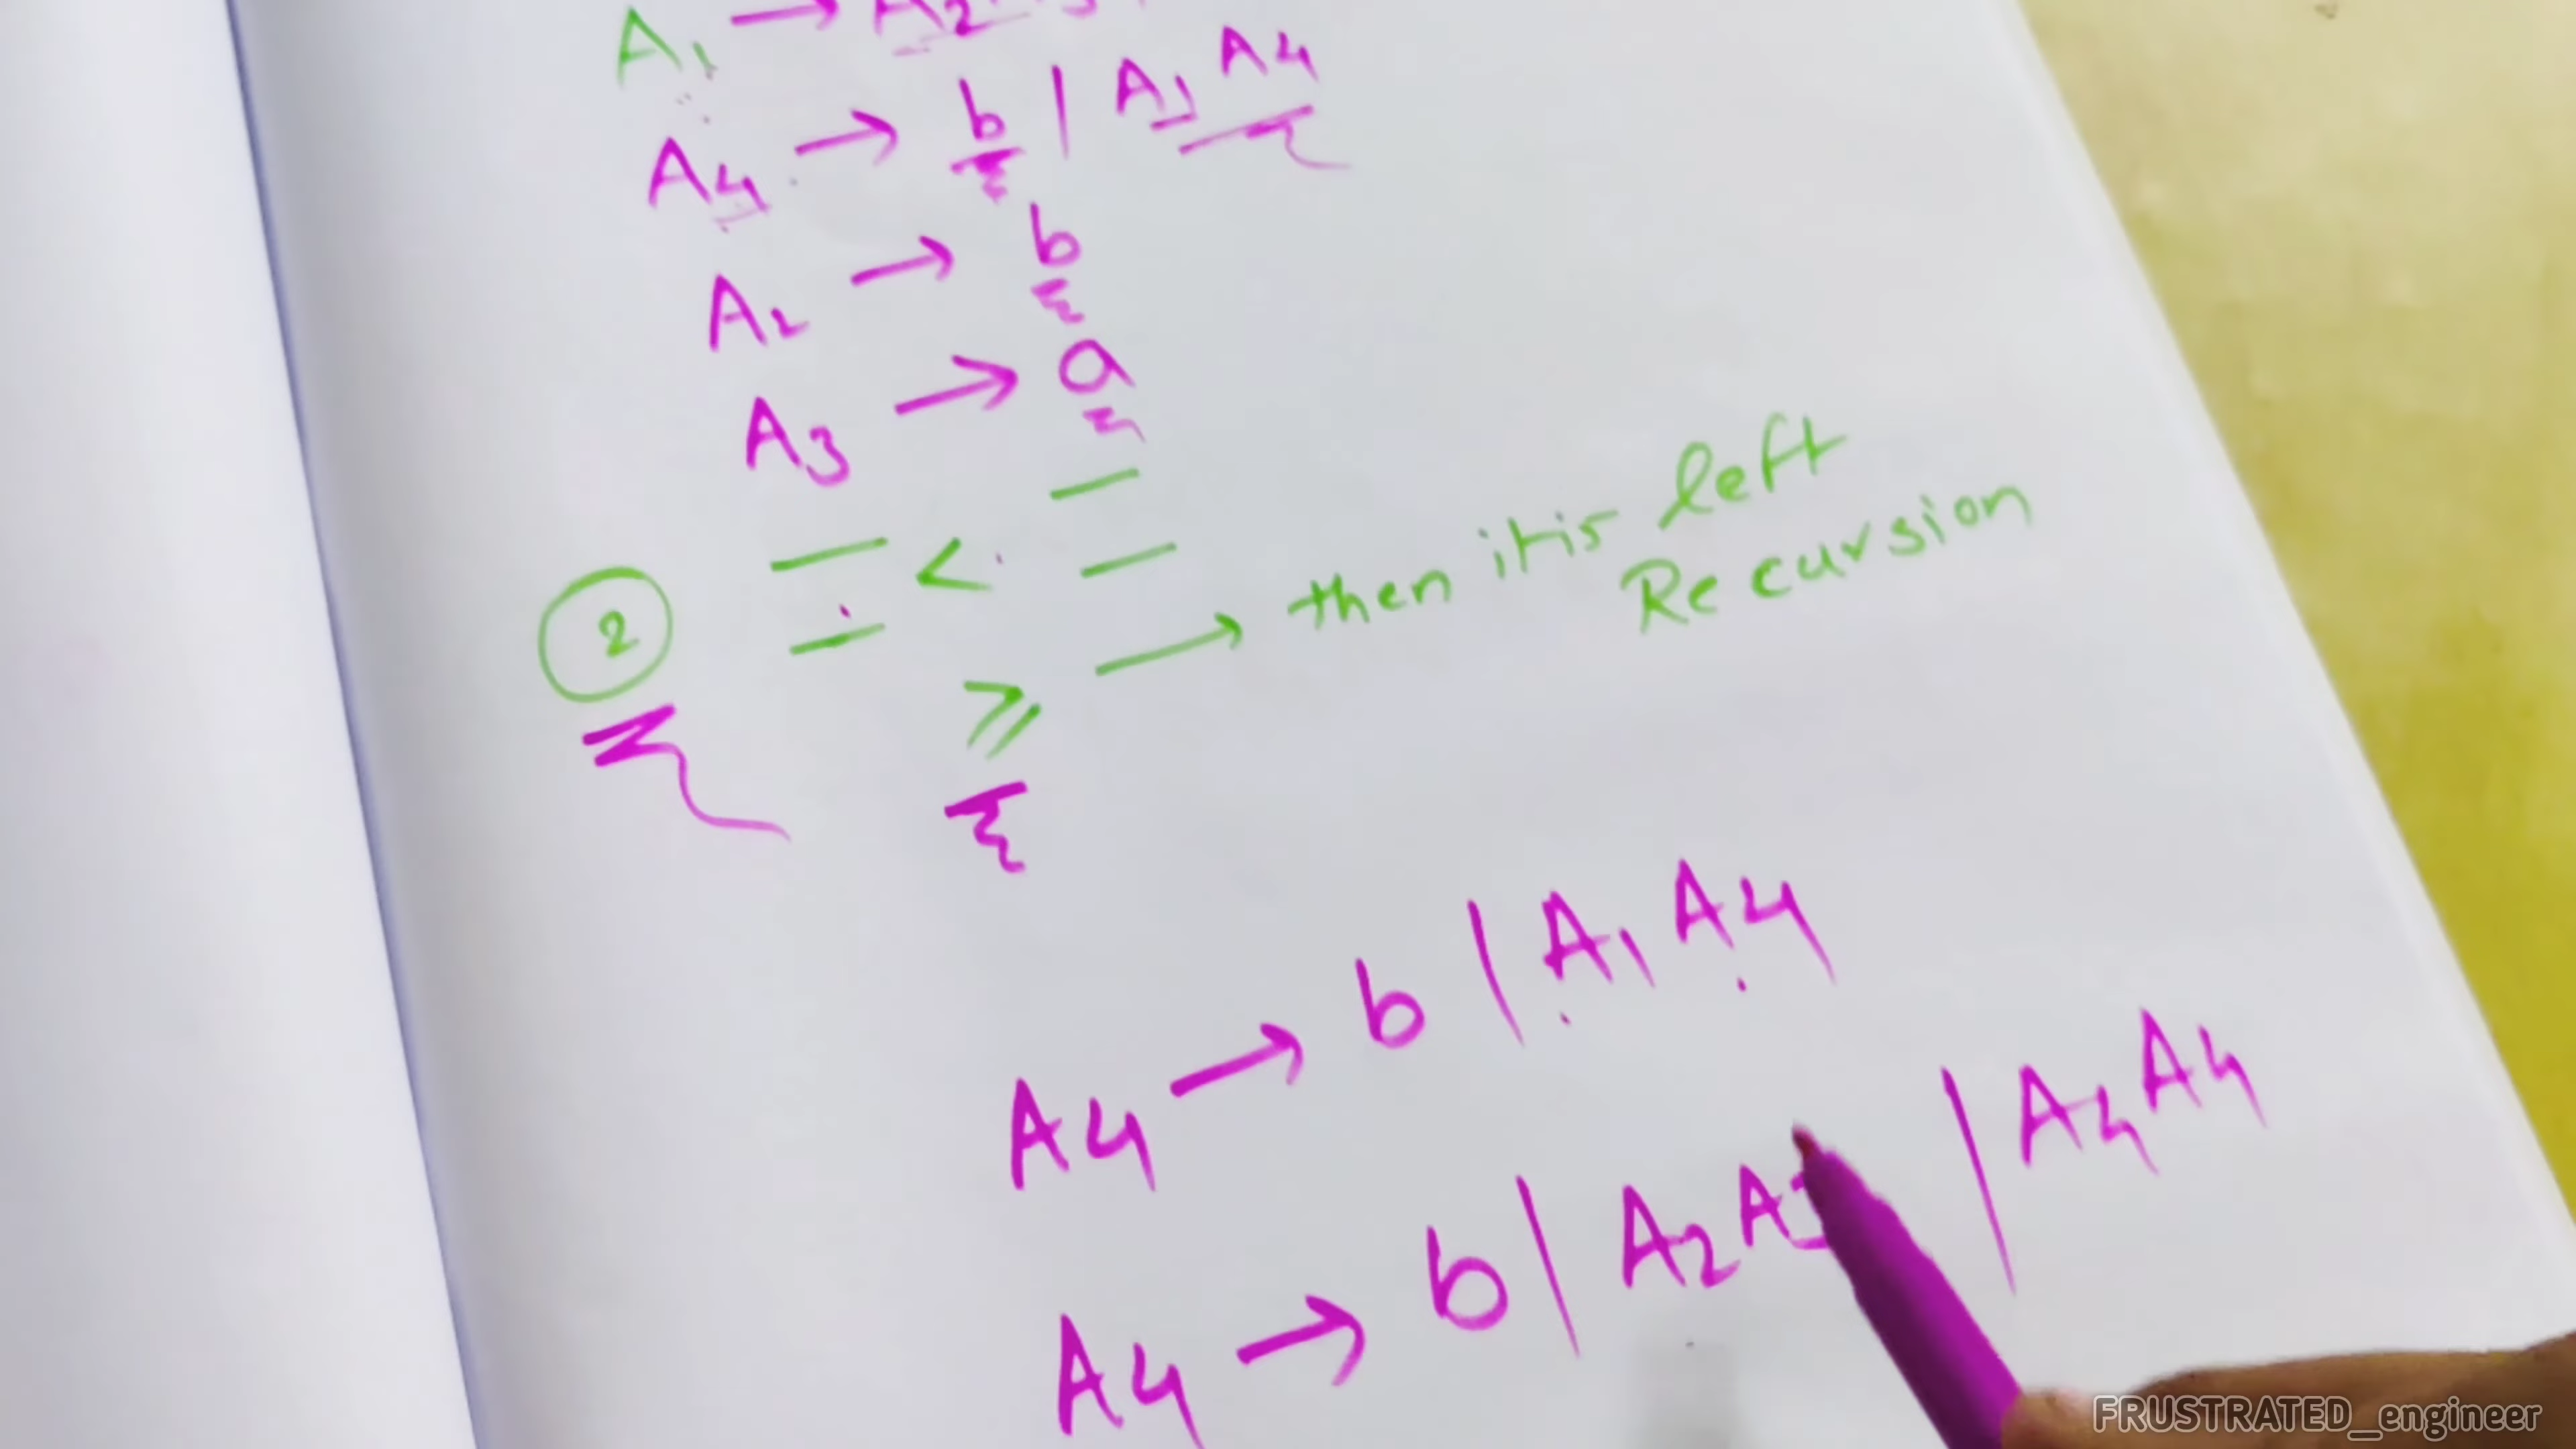 A₁ → A₂
A₄ → b | A₁ A₄
A₂ → b
A₃ → a
② < then it is left
≥ → Recursion
A₄ → b | A₁ A₄
A₄ → b | A₂ A₃ | A₄ A₄
FRUSTRATED_engineer